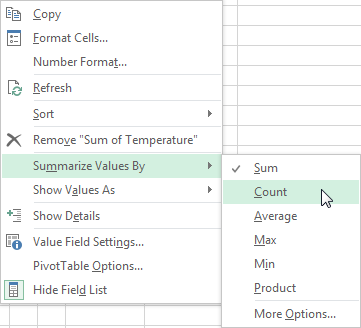 Copy
Format Cells...
Number Format...
Refresh
Sort
Remove "Sum of Temperature"
Summarize Values By
Show Values As
Show Details
Value Field Settings...
PivotTable Options...
Hide Field List
Sum
Count
Average
Max
Min
Product
More Options...